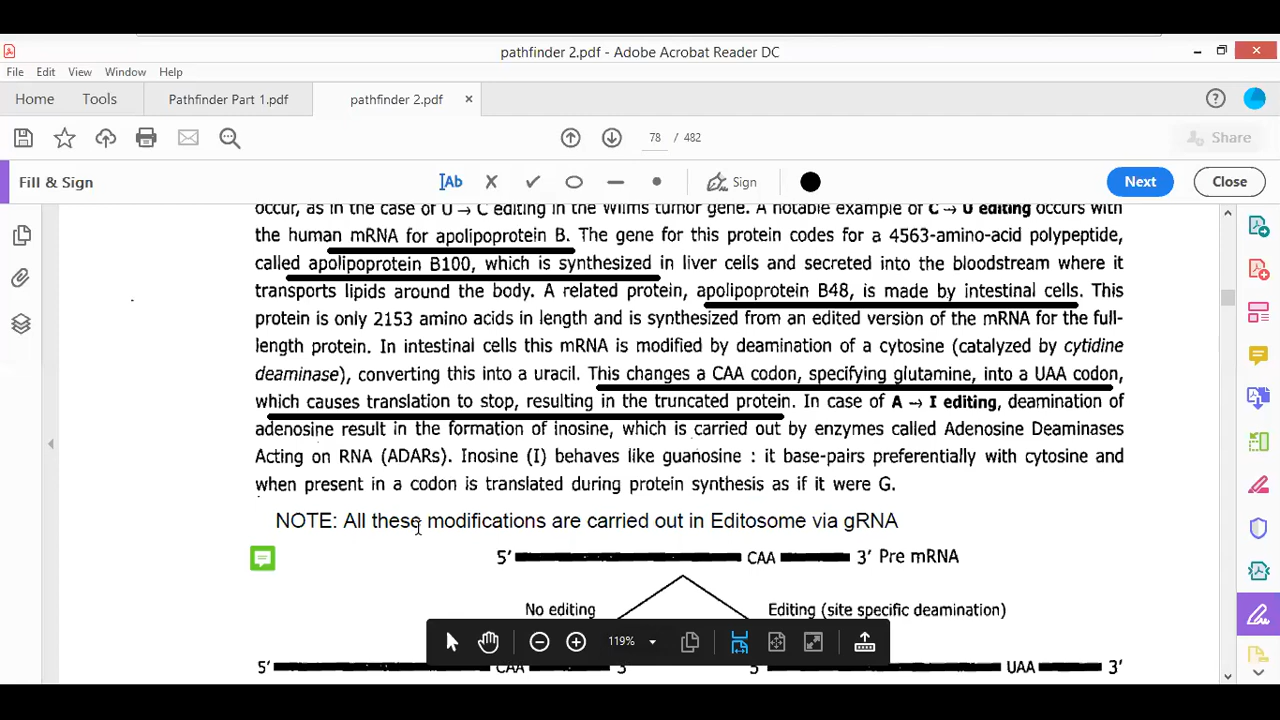 pathfinder 2.pdf - Adobe Acrobat Reader DC
File Edit View Window Help
Home Tools Pathfinder Part 1.pdf pathfinder 2.pdf ×
78 / 482 Share
Fill & Sign Ab Sign Next Close
occur, as in the case of U → C editing in the Wilms tumor gene. A notable example of C → U editing occurs with
the human mRNA for apolipoprotein B. The gene for this protein codes for a 4563-amino-acid polypeptide,
called apolipoprotein B100, which is synthesized in liver cells and secreted into the bloodstream where it
transports lipids around the body. A related protein, apolipoprotein B48, is made by intestinal cells. This
protein is only 2153 amino acids in length and is synthesized from an edited version of the mRNA for the full-
length protein. In intestinal cells this mRNA is modified by deamination of a cytosine (catalyzed by cytidine
deaminase), converting this into a uracil. This changes a CAA codon, specifying glutamine, into a UAA codon,
which causes translation to stop, resulting in the truncated protein. In case of A → I editing, deamination of
adenosine result in the formation of inosine, which is carried out by enzymes called Adenosine Deaminases
Acting on RNA (ADARs). Inosine (I) behaves like guanosine : it base-pairs preferentially with cytosine and
when present in a codon is translated during protein synthesis as if it were G.
NOTE: All these modifications are carried out in Editosome via gRNA
5′ CAA 3′ Pre mRNA
No editing Editing (site specific deamination)
119%
5′ CAA 3′ 5′ UAA 3′